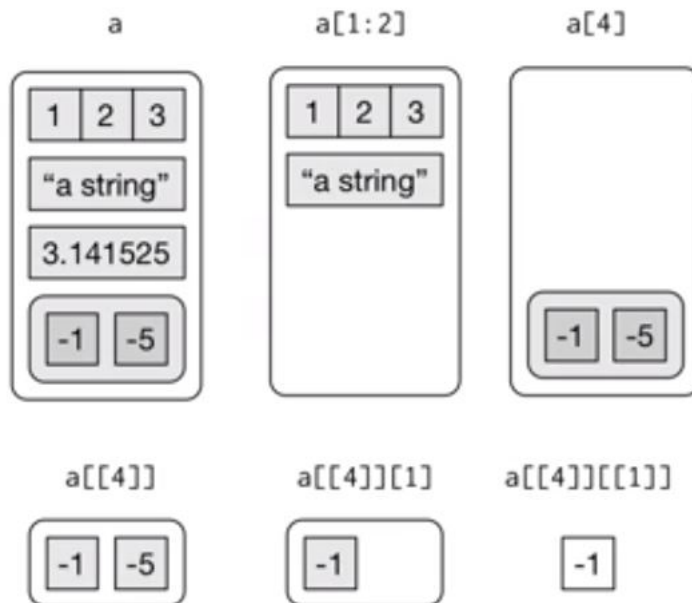 a a[1:2] a[4]
1 2 3 1 2 3
“a string” “a string”
3.141525
-1 -5 -1 -5
a[[4]] a[[4]][1] a[[4]][[1]]
-1 -5 -1 -1